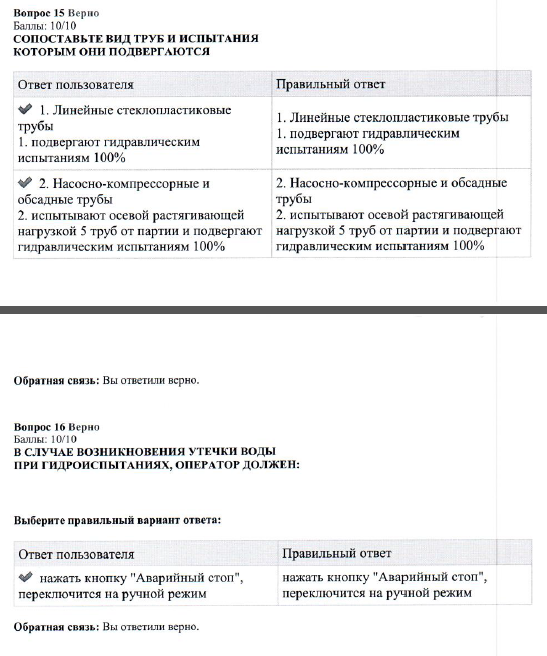 Вопрос 15 Верно
Баллы: 10/10
СОПОСТАВЬТЕ ВИД ТРУБ И ИСПЫТАНИЯ
КОТОРЫМ ОНИ ПОДВЕРГАЮТСЯ
Ответ пользователя
Правильный ответ
1. Линейные стеклопластиковые
трубы
1. подвергают гидравлическим
испытаниям 100%
1. Линейные стеклопластиковые трубы
1. подвергают гидравлическим
испытаниям 100%
2. Насосно-компрессорные и
обсадные трубы
2. испытывают осевой растягивающей
нагрузкой 5 труб от партии и подвергают
гидравлическим испытаниям 100%
2. Насосно-компрессорные и обсадные
трубы
2. испытывают осевой растягивающей
нагрузкой 5 труб от партии и подвергают
гидравлическим испытаниям 100%
Обратная связь: Вы ответили верно.
Вопрос 16 Верно
Баллы: 10/10
В СЛУЧАЕ ВОЗНИКНОВЕНИЯ УТЕЧКИ ВОДЫ
ПРИ ГИДРОИСПЫТАНИЯХ, ОПЕРАТОР ДОЛЖЕН:
Выберите правильный вариант ответа:
Ответ пользователя
Правильный ответ
нажать кнопку "Аварийный стоп",
переключится на ручной режим
нажать кнопку "Аварийный стоп",
переключится на ручной режим
Обратная связь: Вы ответили верно.